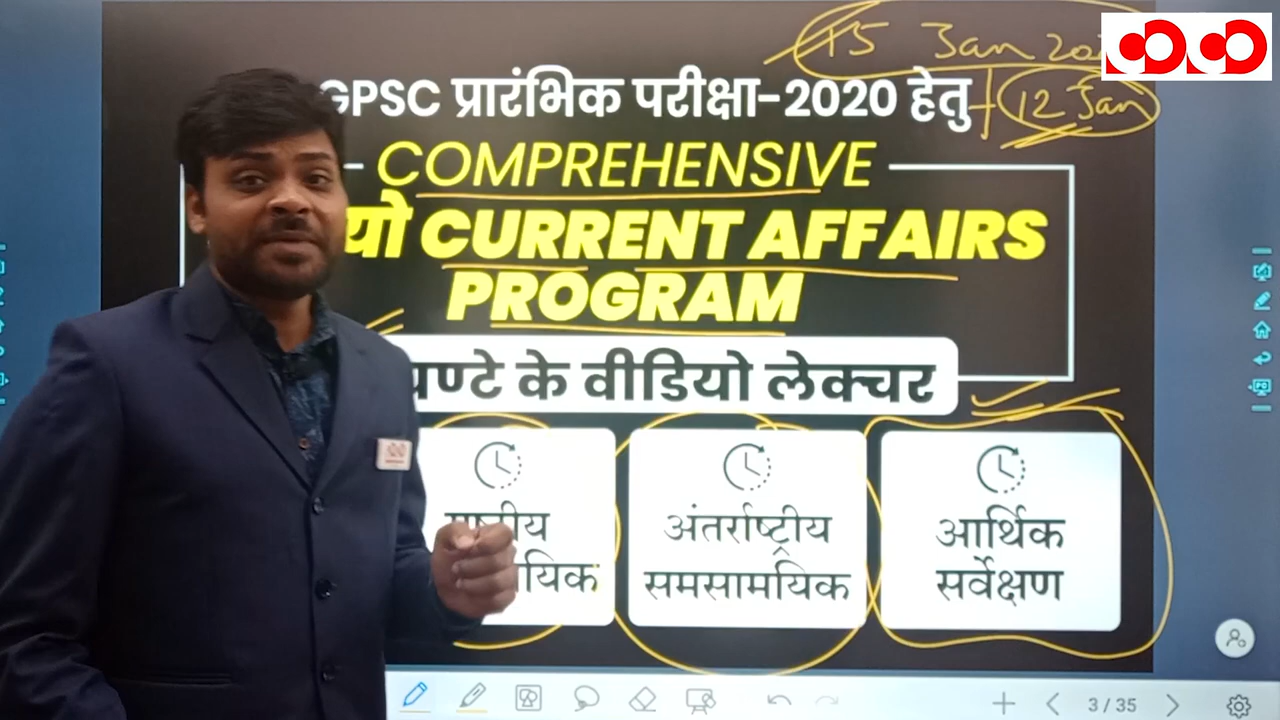 15 Jan
GPSC प्रारंभिक परीक्षा-2020 हेतु
12 Jan
COMPREHENSIVE
CURRENT AFFAIRS
PROGRAM
के वीडियो लेक्चर
अंतर्राष्ट्रीय
समसामयिक
आर्थिक
सर्वेक्षण
3 / 35